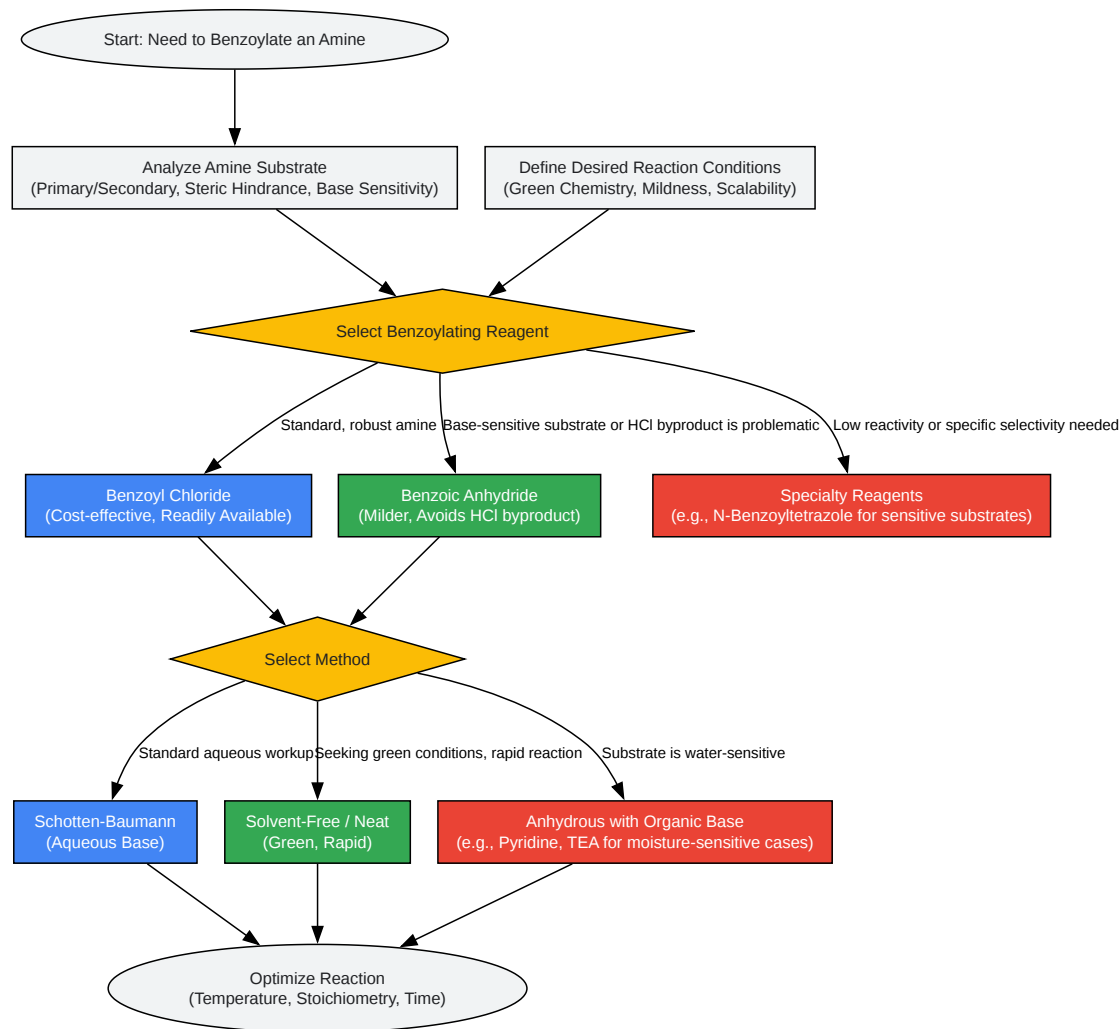 Start: Need to Benzoylate an Amine
Analyze Amine Substrate
(Primary/Secondary, Steric Hindrance, Base Sensitivity)
Define Desired Reaction Conditions
(Green Chemistry, Mildness, Scalability)
Select Benzoylating Reagent
Standard, robust amine
Base-sensitive substrate or HCl byproduct is problematic
Low reactivity or specific selectivity needed
Benzoyl Chloride
(Cost-effective, Readily Available)
Benzoic Anhydride
(Milder, Avoids HCl byproduct)
Specialty Reagents
(e.g., N-Benzoyltetrazole for sensitive substrates)
Select Method
Standard aqueous workup
Seeking green conditions, rapid reaction
Substrate is water-sensitive
Schotten-Baumann
(Aqueous Base)
Solvent-Free / Neat
(Green, Rapid)
Anhydrous with Organic Base
(e.g., Pyridine, TEA for moisture-sensitive cases)
Optimize Reaction
(Temperature, Stoichiometry, Time)